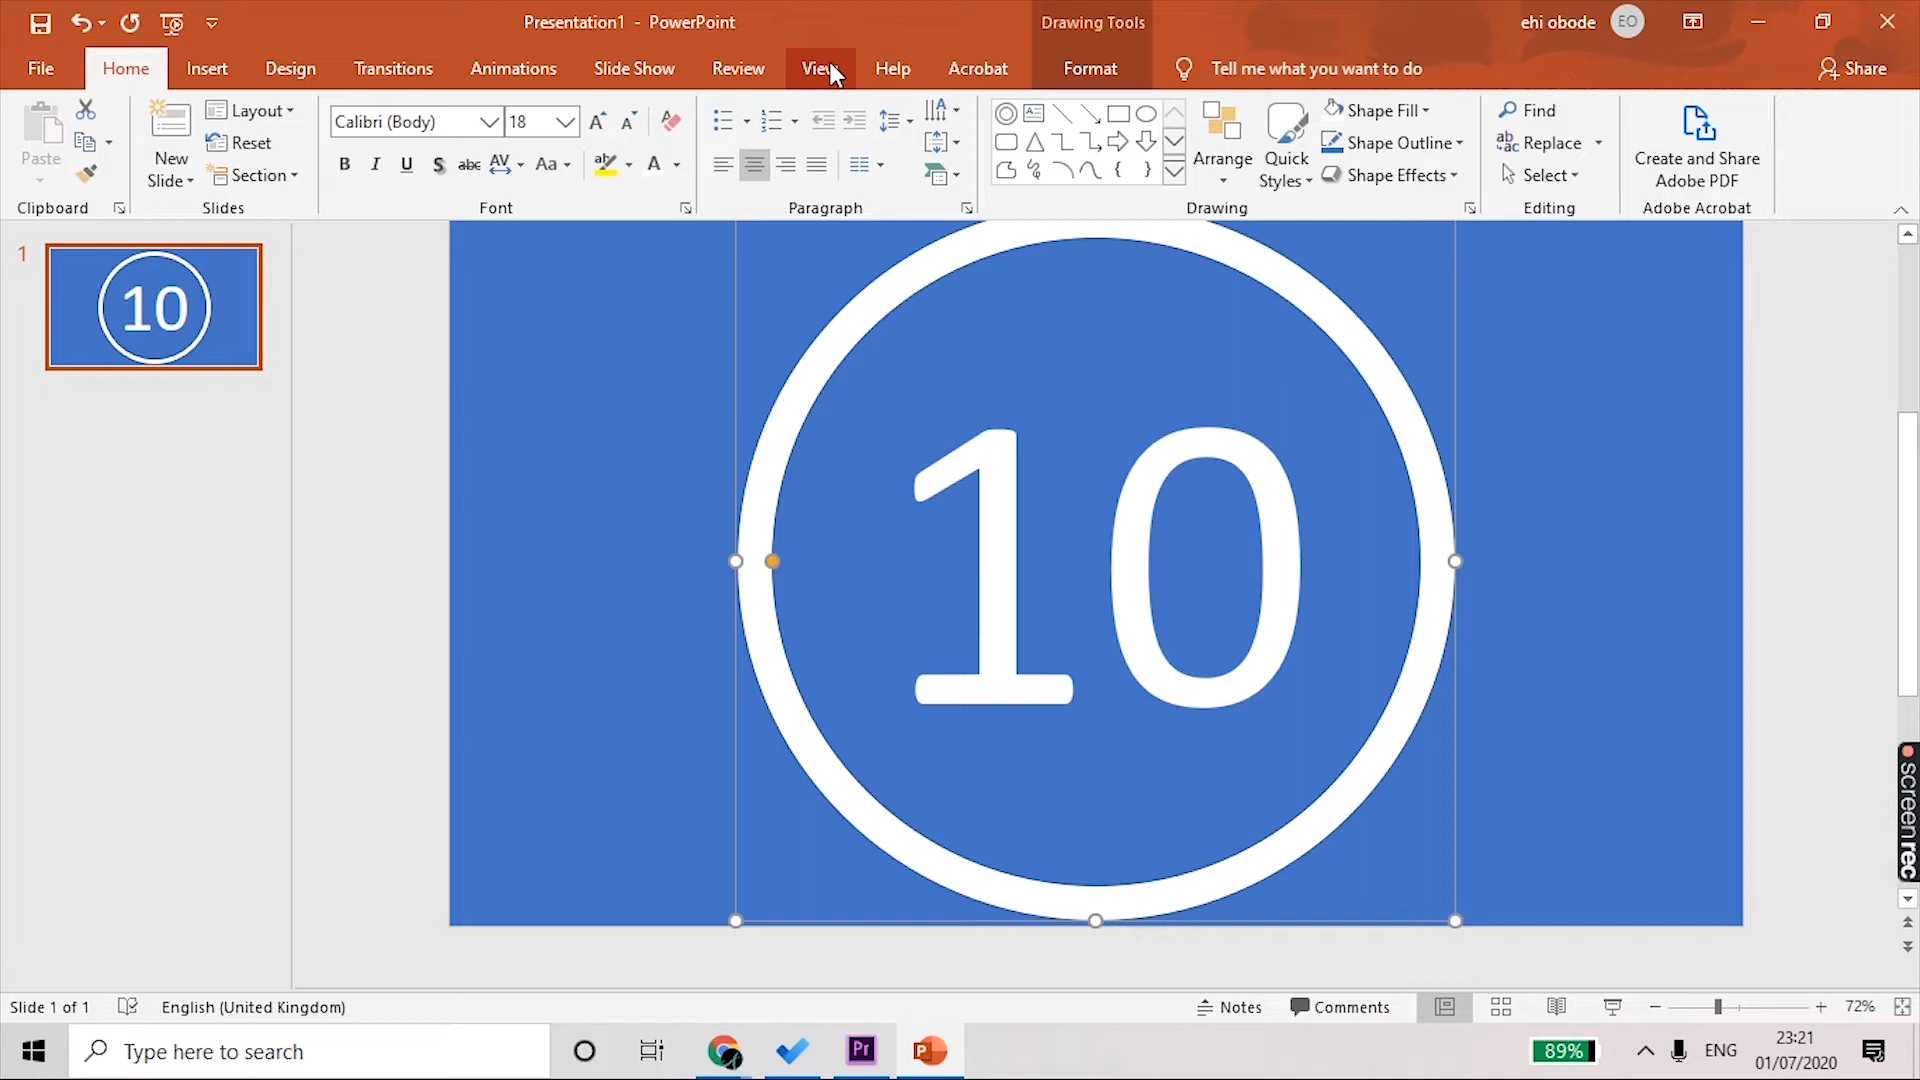 Presentation1 - PowerPoint
Drawing Tools
ehi obode
EO
File
Home
Insert
Design
Transitions
Animations
Slide Show
Review
View
Help
Acrobat
Format
Tell me what you want to do
Share
Paste
Clipboard
New
Slide
Layout
Reset
Section
Slides
Calibri (Body)
18
A
A
A
B
I
U
S
abc
AV
Aa
ab
A
Font
Paragraph
A
Arrange
Quick
Styles
Shape Fill
Shape Outline
Shape Effects
Drawing
Find
Replace
Select
Editing
Create and Share
Adobe PDF
Adobe Acrobat
1
10
10
screenrec
Slide 1 of 1
English (United Kingdom)
Notes
Comments
72%
Type here to search
Pr
P
89%
ENG
23:21
01/07/2020